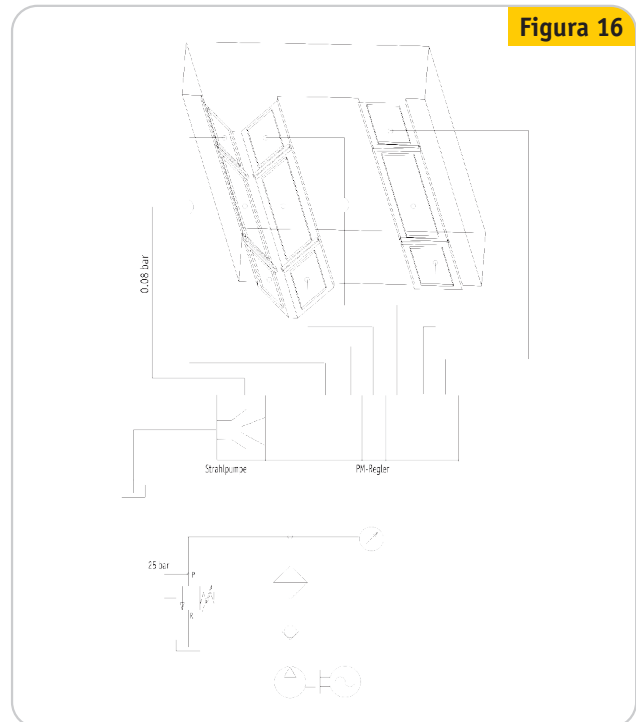 Figura 16
0.08 bar
Strahlpumpe
PM-Regler
25 bar
P
R